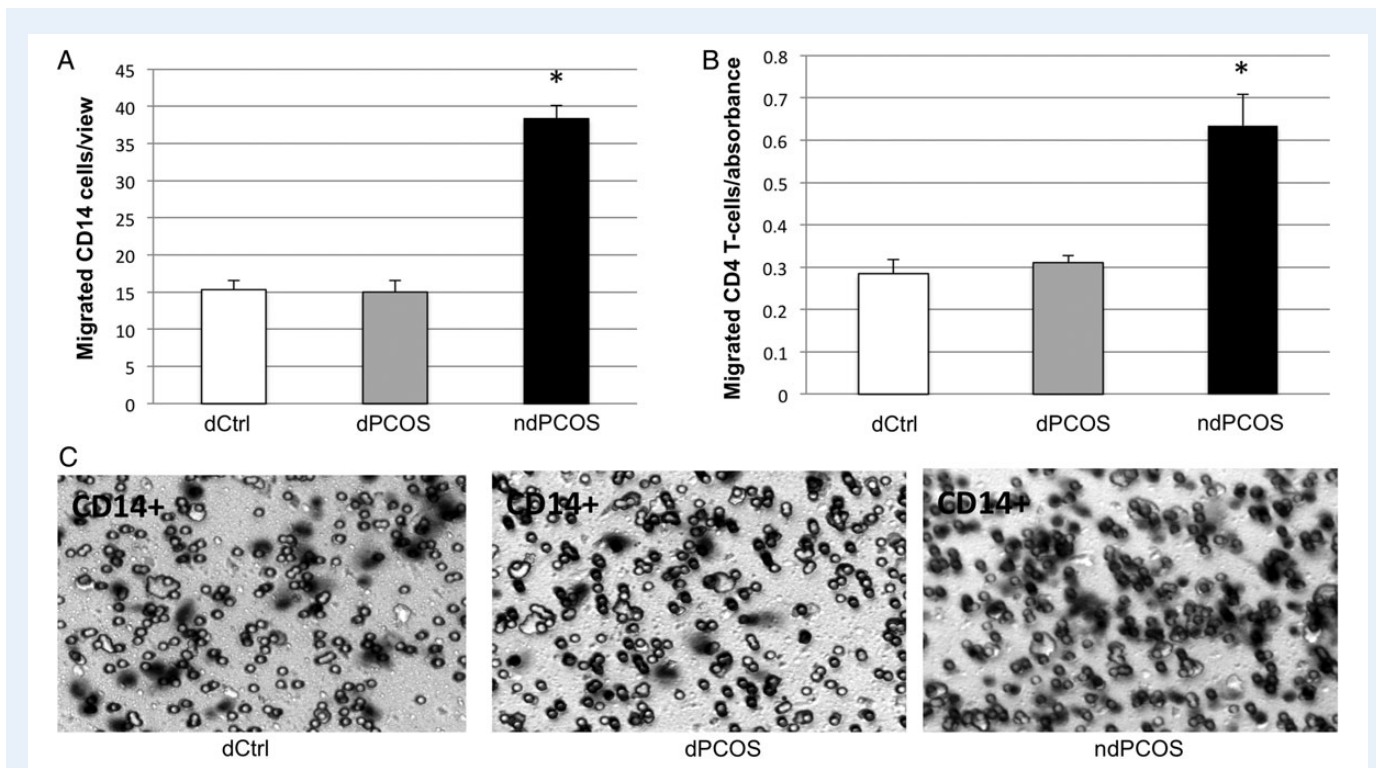 A
Migrated CD14 cells/view
45
40
35
30
25
20
15
10
5
0
*
dCtrl
dPCOS
ndPCOS
B
Migrated CD4 T-cells/absorbance
0.8
0.7
0.6
0.5
0.4
0.3
0.2
0.1
0
*
dCtrl
dPCOS
ndPCOS
C
CD14+
CD14+
CD14+
dCtrl
dPCOS
ndPCOS